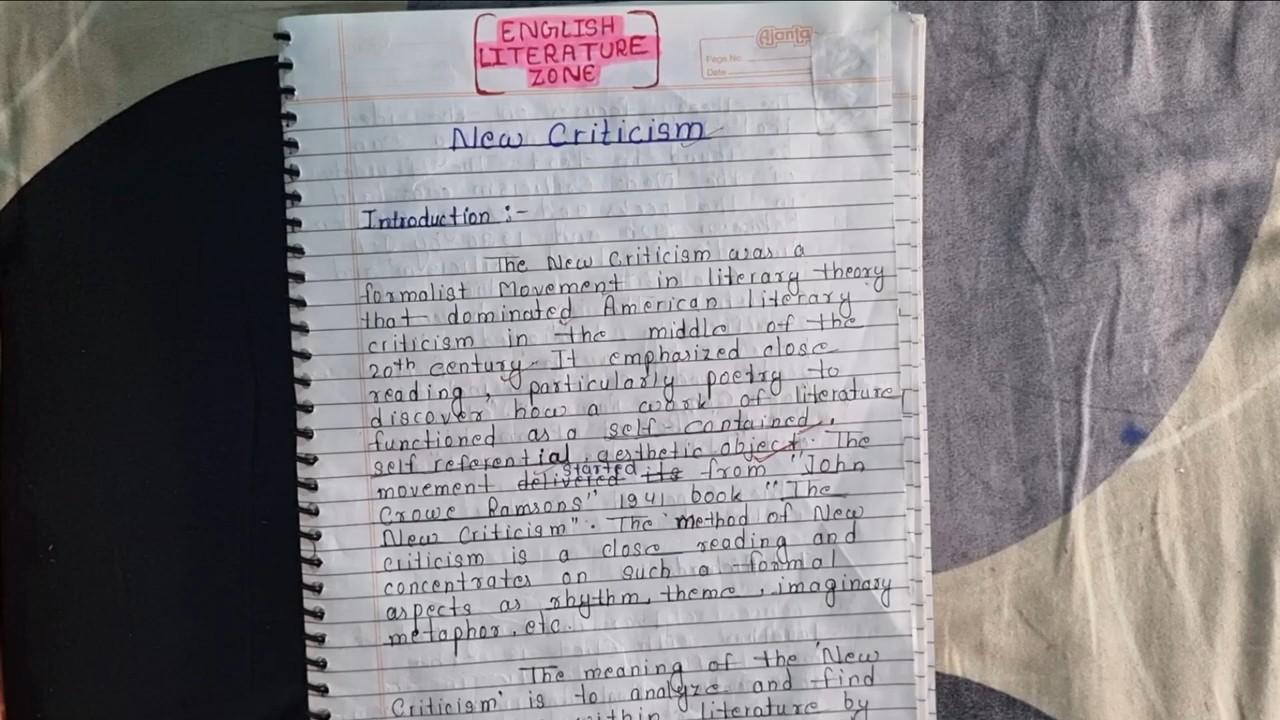 ENGLISH
LITERATURE
ZONE
Ajanta
Page No.
Date
New Criticism
Introduction :-
The New Criticism was a
formalist Movement in literary theory
that dominated American literary
criticism in the middle of the
20th century. It emphasized close
reading, particularly poetry to
discover how a work of literature
functioned as a self-contained,
self referential aesthetic object. The
movement delivered its started from "John
Crowe Ramsons" 1941 book "The
New Criticism". The method of New
criticism is a close reading and
concentrates on such a formal
aspects as rhythm, theme, imaginary
metaphor, etc.
The meaning of the 'New
Criticism' is to analyze and find
within literature by